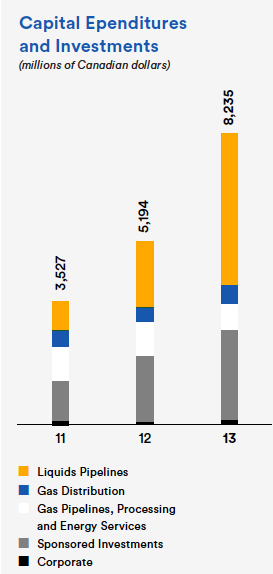 Capital Ependitures
and Investments
(millions of Canadian dollars)
3,527
5,194
8,235
11
12
13
Liquids Pipelines
Gas Distribution
Gas Pipelines, Processing
and Energy Services
Sponsored Investments
Corporate